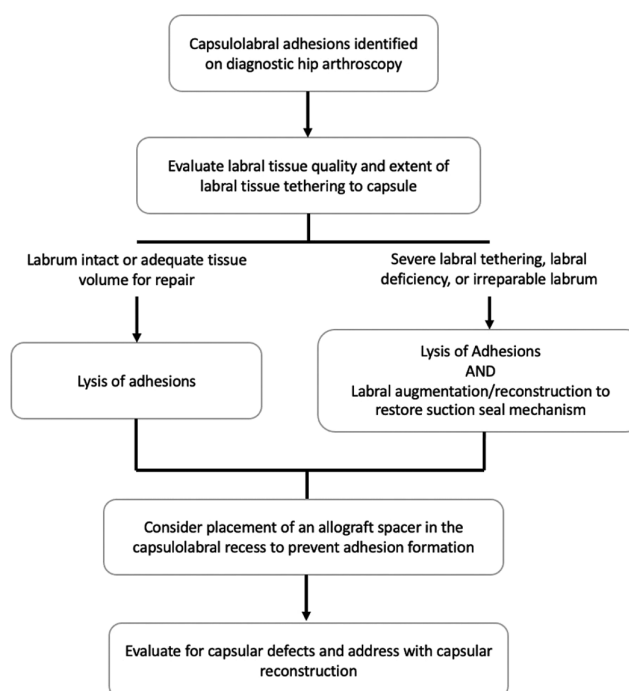 Capsulolabral adhesions identified
on diagnostic hip arthroscopy
Evaluate labral tissue quality and extent of
labral tissue tethering to capsule
Labrum intact or adequate tissue
volume for repair
Severe labral tethering, labral
deficiency, or irreparable labrum
Lysis of adhesions
Lysis of Adhesions
AND
Labral augmentation/reconstruction to
restore suction seal mechanism
Consider placement of an allograft spacer in the
capsulolabral recess to prevent adhesion formation
Evaluate for capsular defects and address with capsular
reconstruction